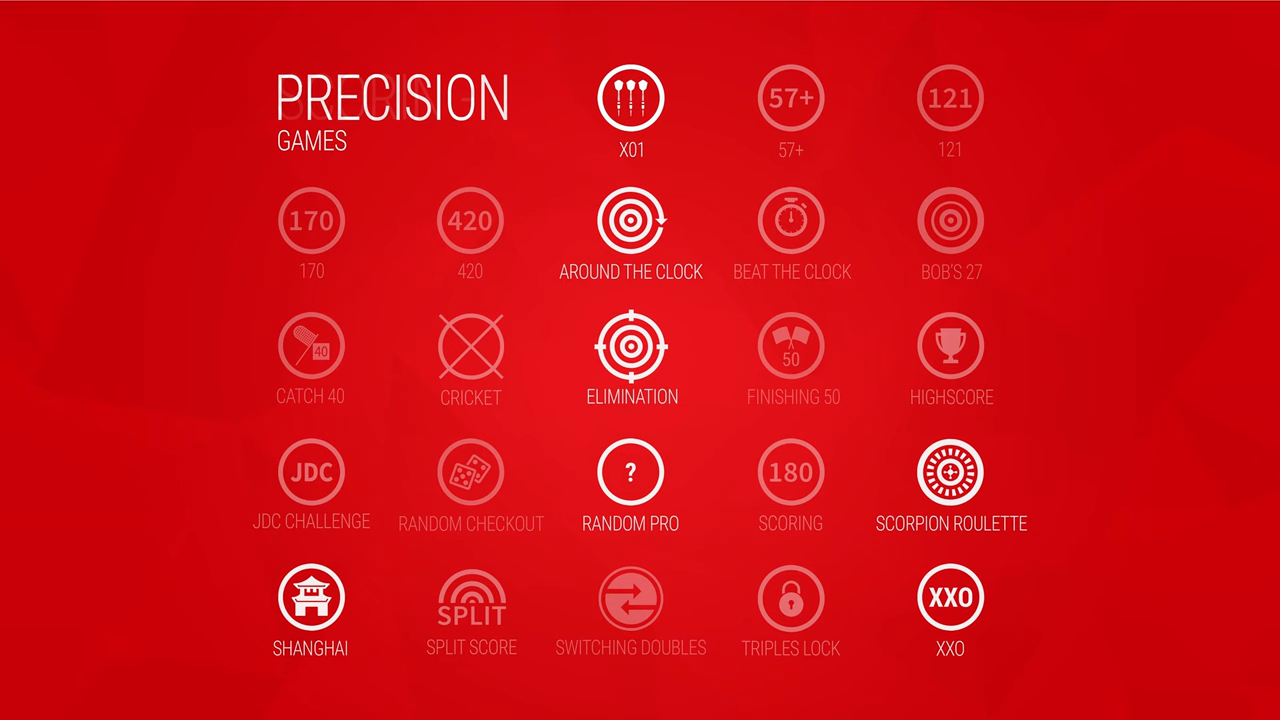 PRECISION
GAMES
X01
57+
57+
121
121
170
170
420
420
AROUND THE CLOCK
BEAT THE CLOCK
BOB'S 27
40
CATCH 40
CRICKET
ELIMINATION
50
FINISHING 50
HIGHSCORE
JDC
JDC CHALLENGE
RANDOM CHECKOUT
?
RANDOM PRO
180
SCORING
SCORPION ROULETTE
SHANGHAI
SPLIT
SPLIT SCORE
SWITCHING DOUBLES
TRIPLES LOCK
XXO
XXO